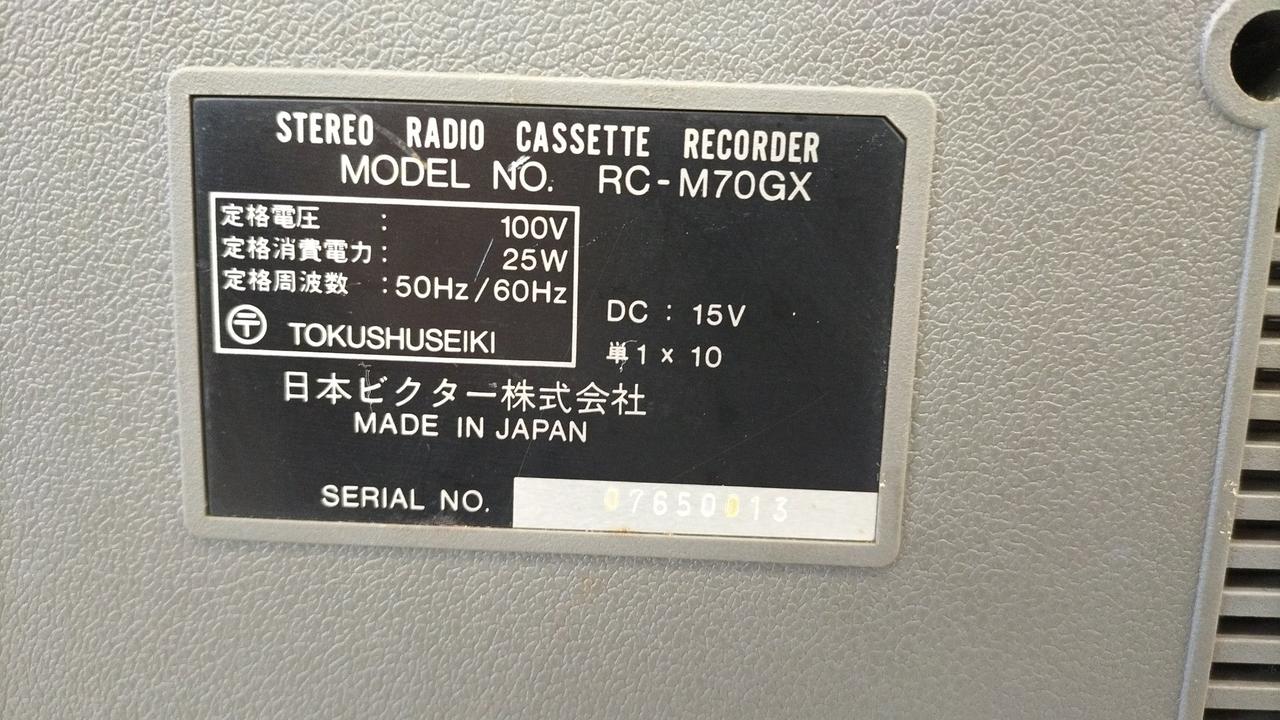 STEREO RADIO CASSETTE RECORDER
MODEL NO. RC-M70GX
定格電圧 : 100V
定格消費電力 : 25W
定格周波数 : 50Hz/60Hz
〒 TOKUSHUSEIKI
DC : 15V
単1 x 10
日本ビクター株式会社
MADE IN JAPAN
SERIAL NO. 07650013